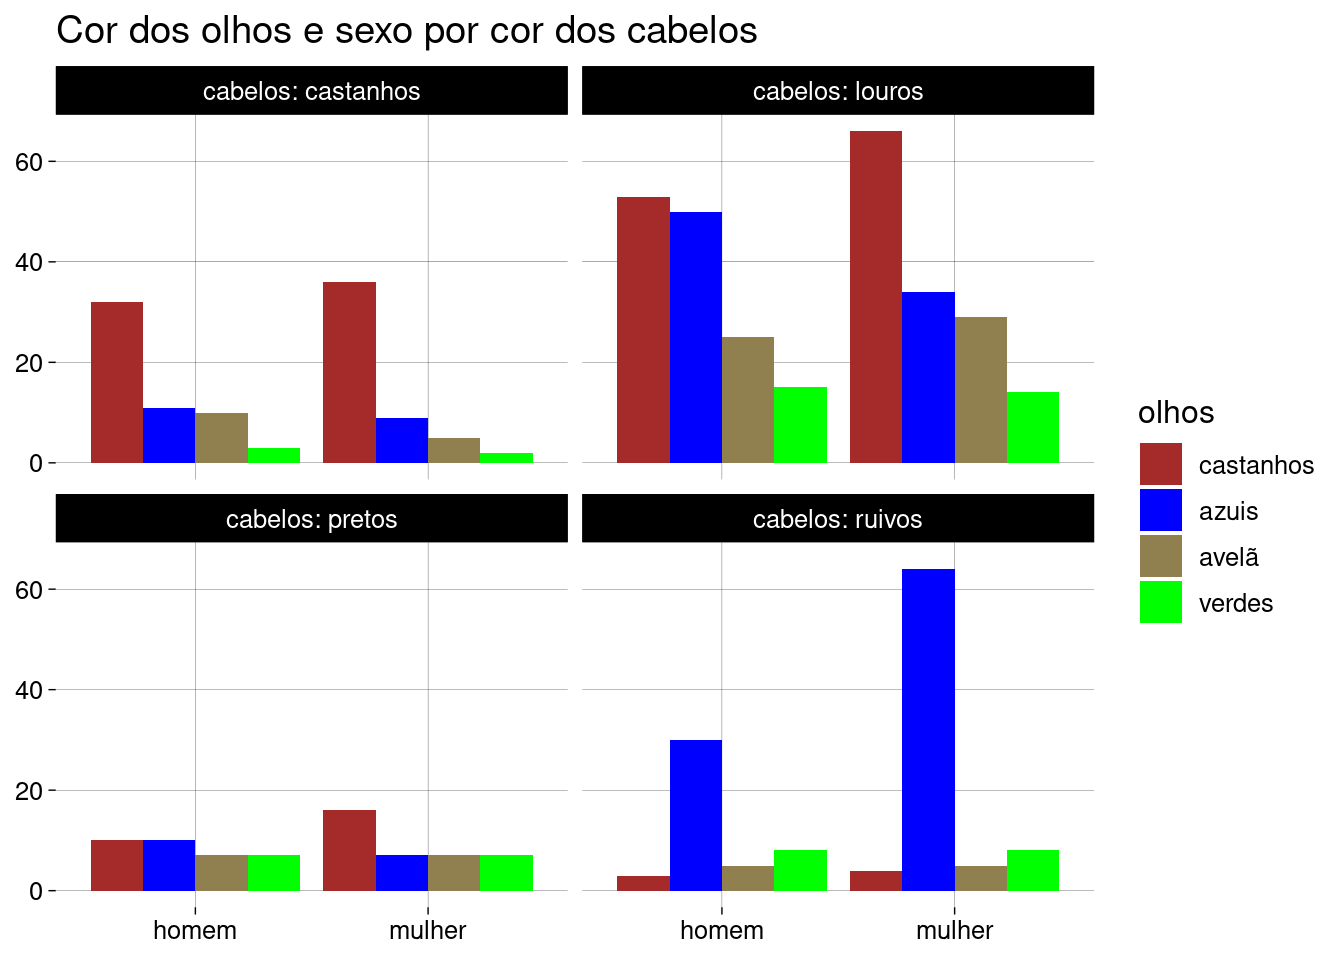 Cor dos olhos e sexo por cor dos cabelos
cabelos: castanhos
cabelos: louros
60
40
20
0
cabelos: pretos
cabelos: ruivos
60
40
20
0
homem
mulher
homem
mulher
olhos
castanhos
azuis
avelã
verdes